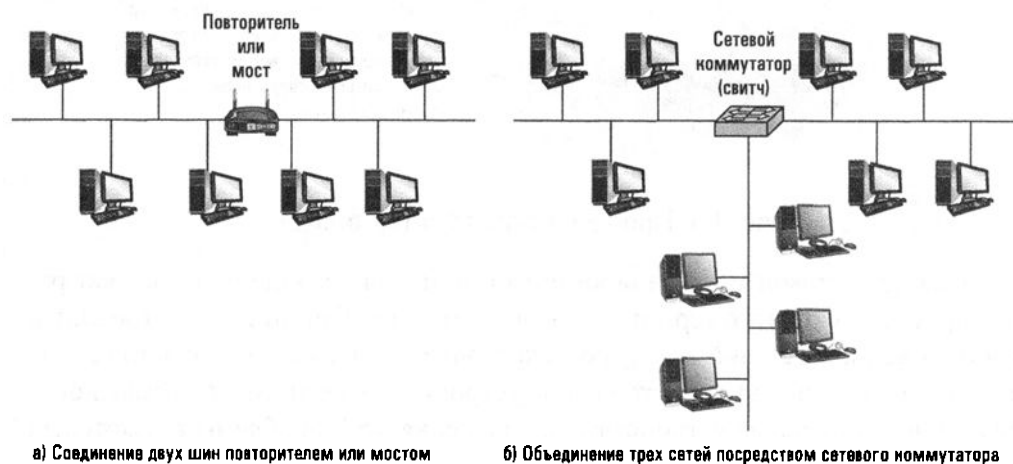 Повторитель
или
мост
Сетевой
коммутатор
(свитч)
а) Соединение двух шин повторителем или мостом
б) Объединение трех сетей посредством сетевого коммутатора